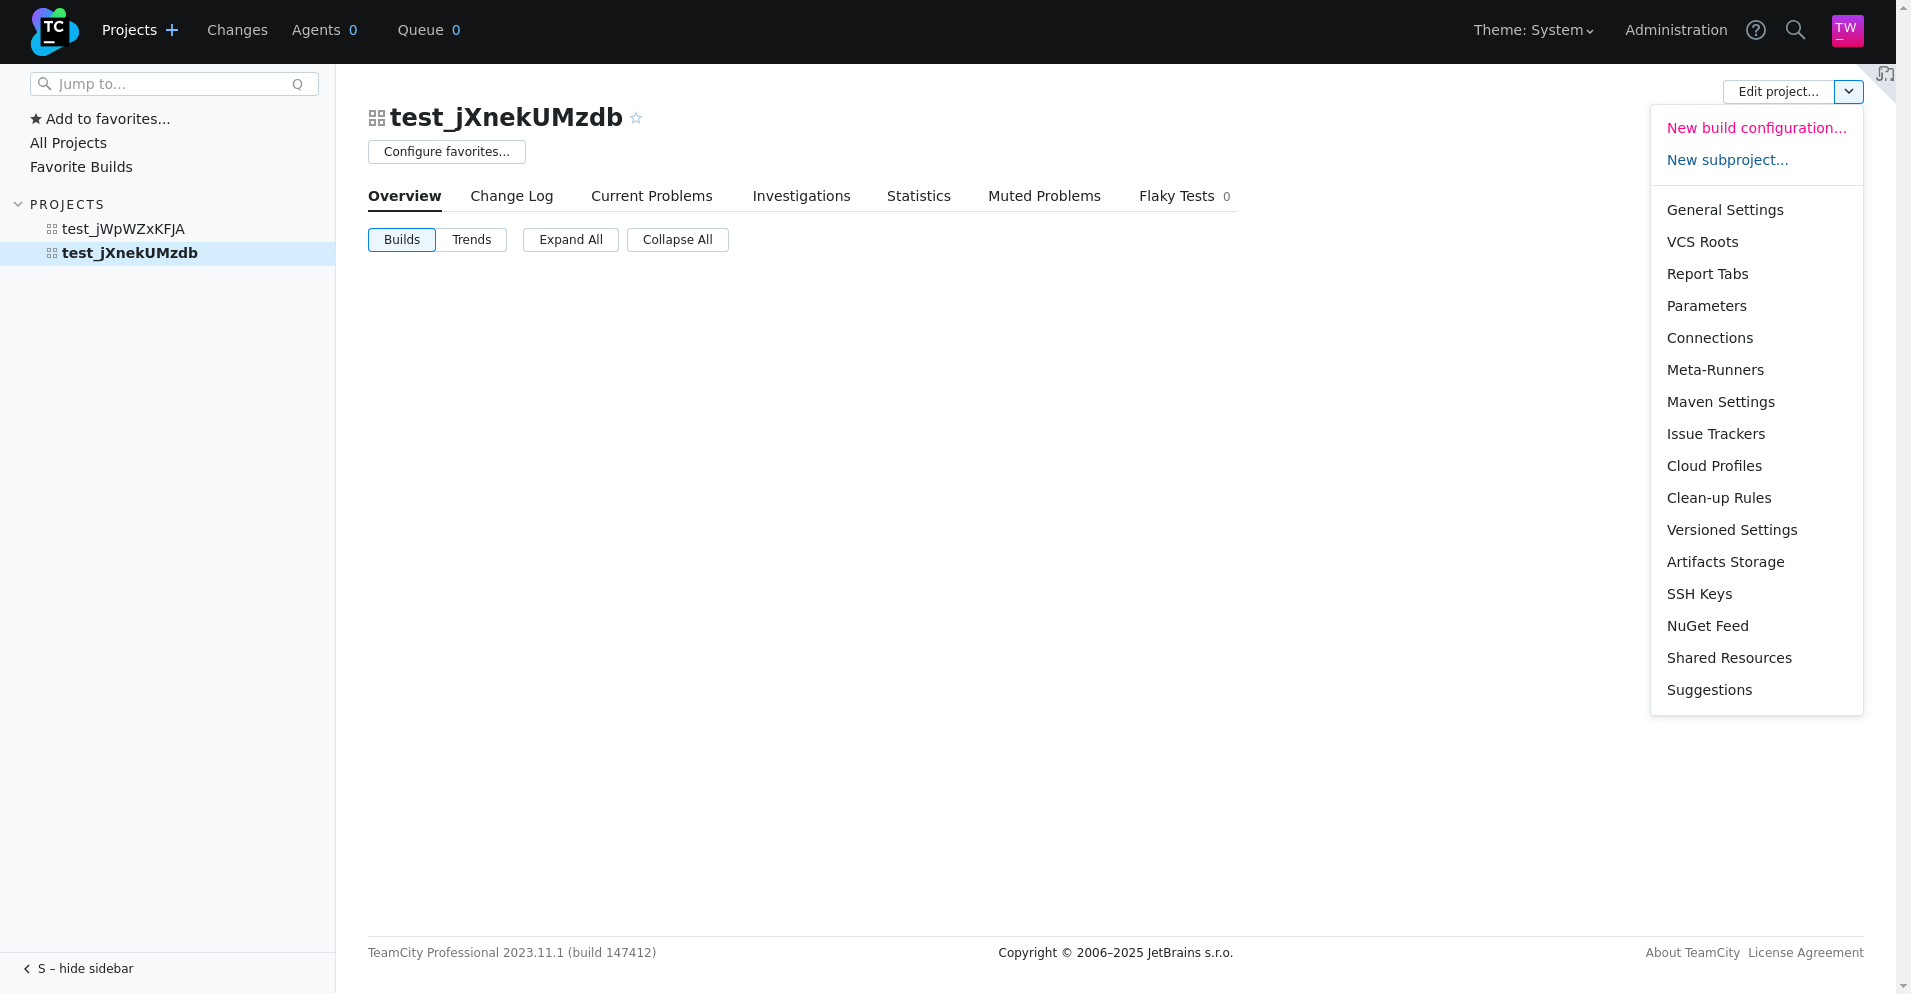 TC
Projects
Changes
Agents 0
Queue 0
Theme: System
Administration
TW
Jump to...
Q
Add to favorites...
All Projects
Favorite Builds
PROJECTS
test_jWpWZxKFJA
test_jXnekUMzdb
S – hide sidebar
test_jXnekUMzdb
Configure favorites...
Overview
Change Log
Current Problems
Investigations
Statistics
Muted Problems
Flaky Tests 0
Builds
Trends
Expand All
Collapse All
Edit project...
New build configuration...
New subproject...
General Settings
VCS Roots
Report Tabs
Parameters
Connections
Meta-Runners
Maven Settings
Issue Trackers
Cloud Profiles
Clean-up Rules
Versioned Settings
Artifacts Storage
SSH Keys
NuGet Feed
Shared Resources
Suggestions
TeamCity Professional 2023.11.1 (build 147412)
Copyright © 2006–2025 JetBrains s.r.o.
About TeamCity
License Agreement